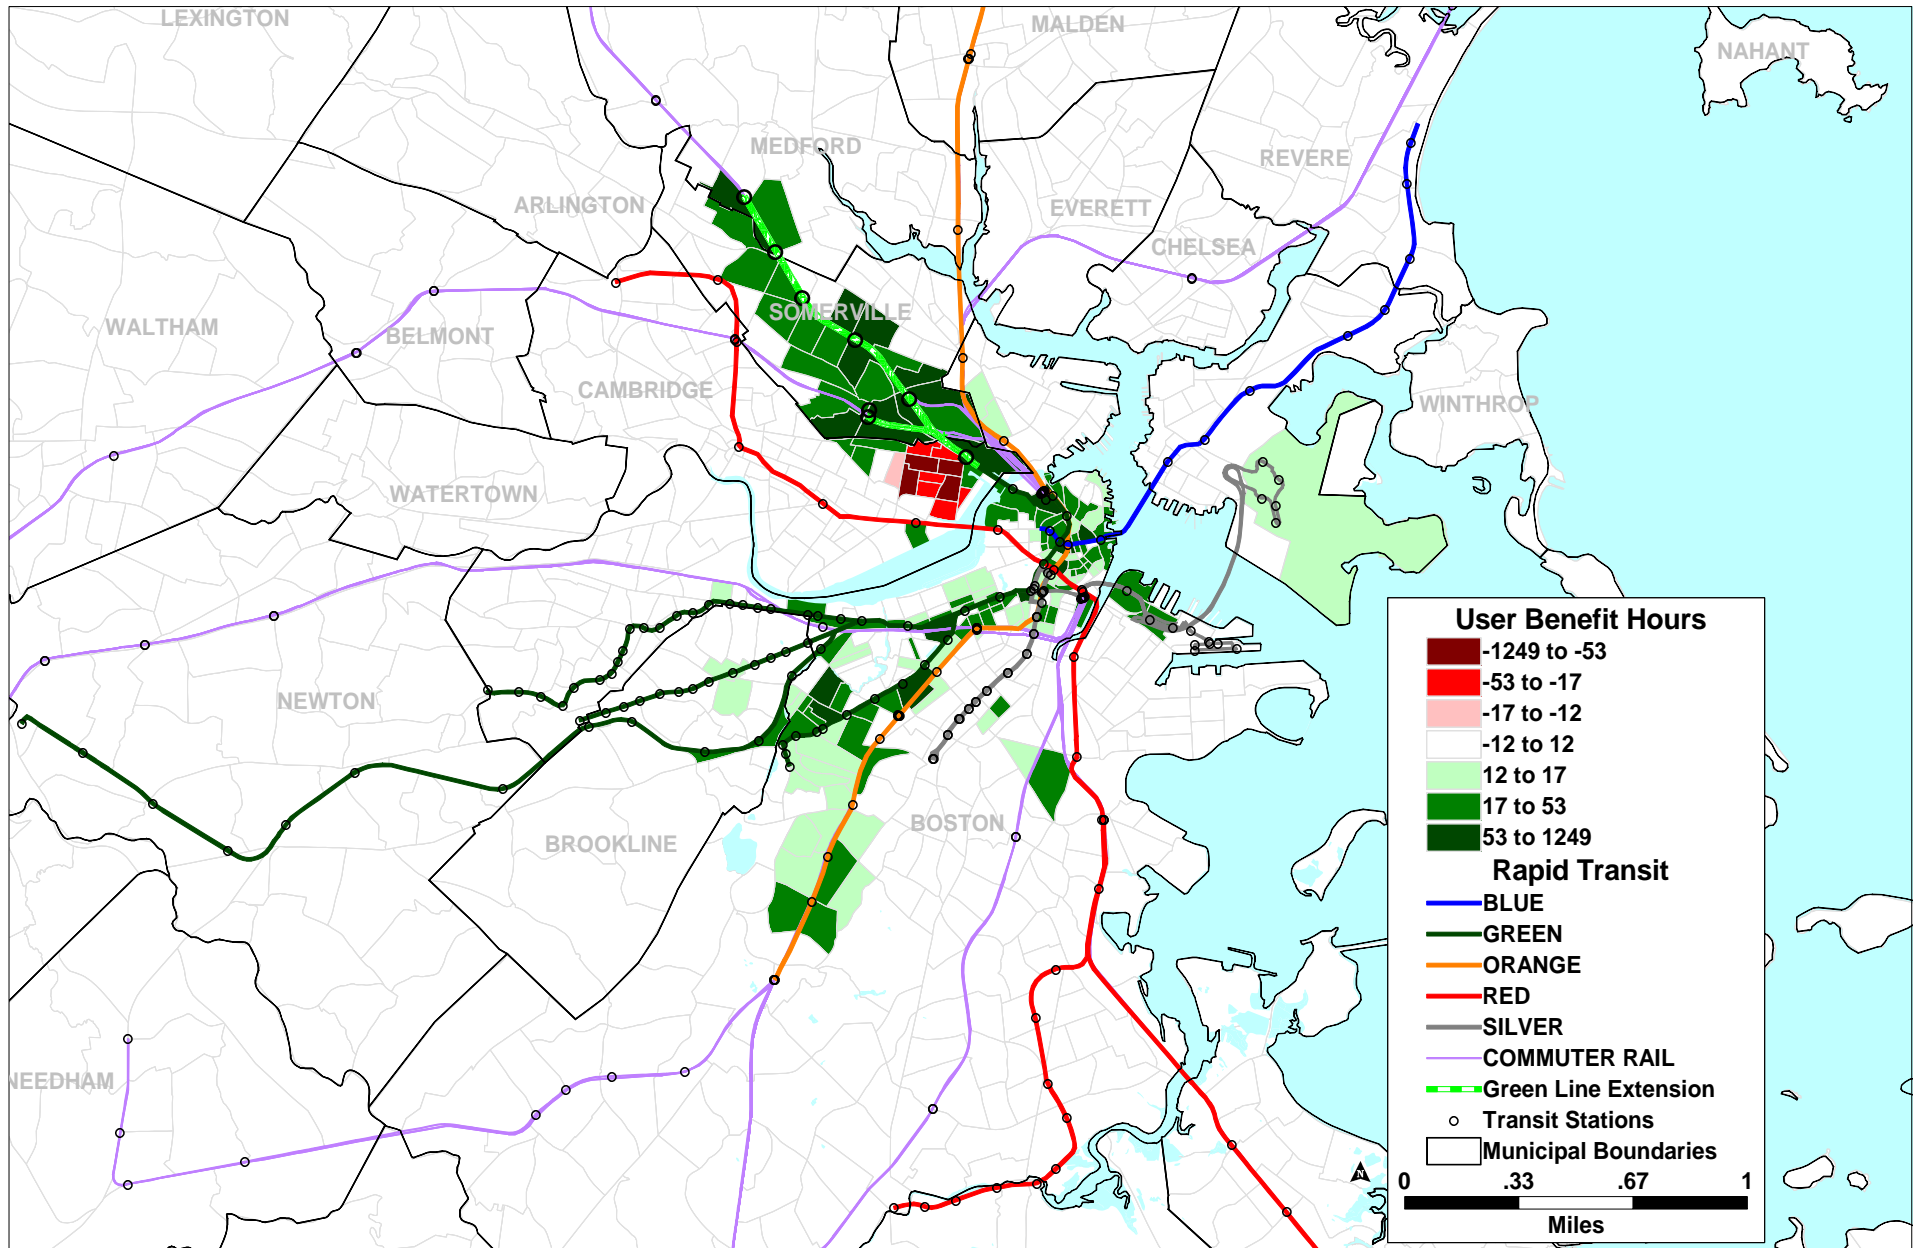 LEXINGTON
MALDEN
NAHANT
MEDFORD
REVERE
ARLINGTON
EVERETT
CHELSEA
SOMERVILLE
WALTHAM
BELMONT
CAMBRIDGE
WINTHROP
WATERTOWN
NEWTON
BOSTON
BROOKLINE
NEEDHAM
User Benefit Hours
-1249 to -53
-53 to -17
-17 to -12
-12 to 12
12 to 17
17 to 53
53 to 1249
Rapid Transit
BLUE
GREEN
ORANGE
RED
SILVER
COMMUTER RAIL
Green Line Extension
Transit Stations
Municipal Boundaries
N
0 .33 .67 1
Miles